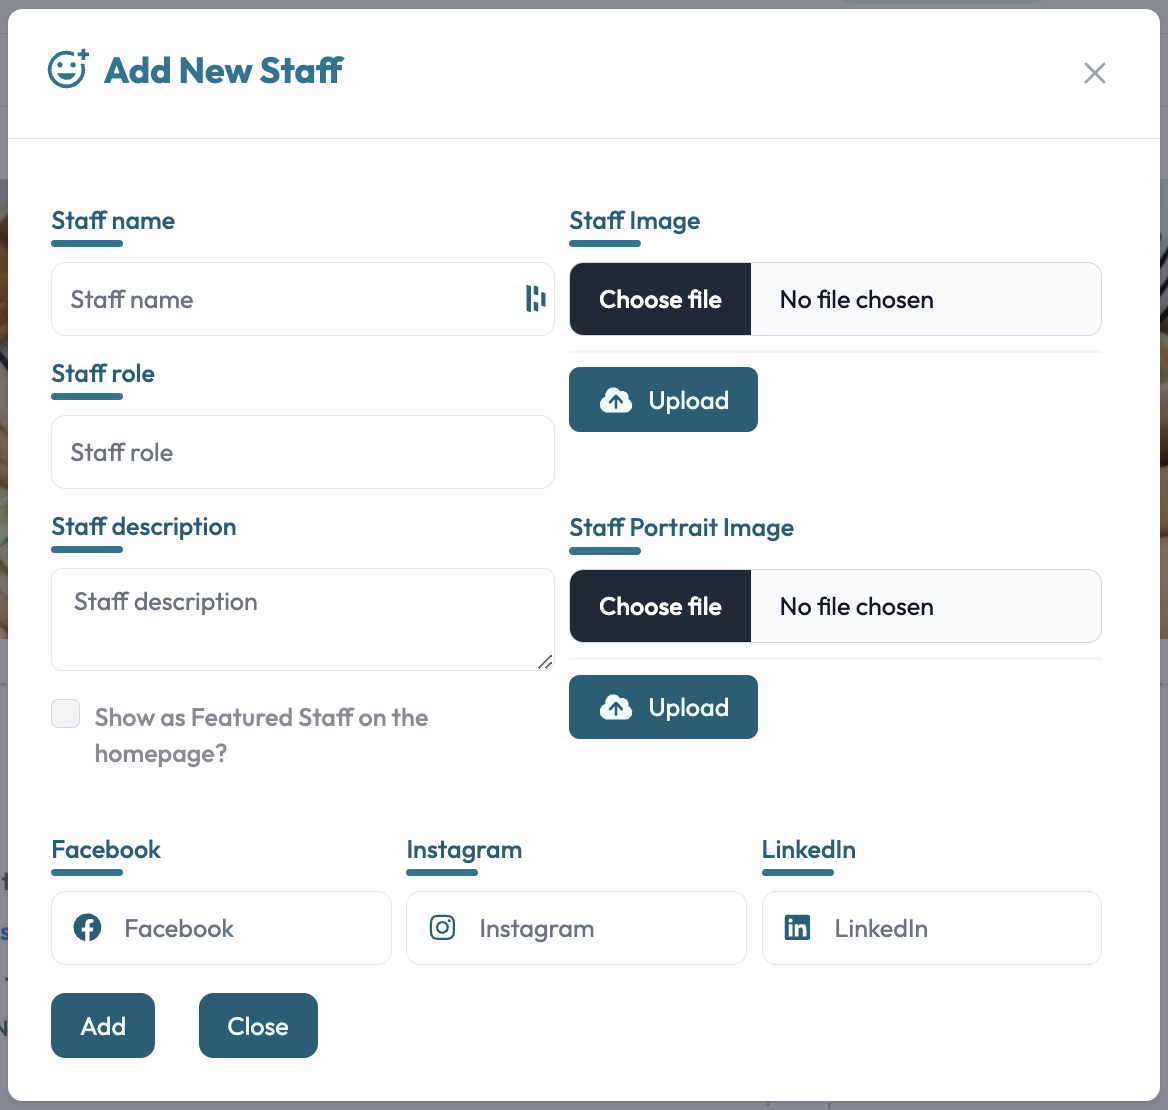 Add New Staff
Staff name
Staff name
Staff role
Staff role
Staff description
Staff description
Show as Featured Staff on the
homepage?
Staff Image
Choose file No file chosen
Upload
Staff Portrait Image
Choose file No file chosen
Upload
Facebook
Facebook
Instagram
Instagram
LinkedIn
LinkedIn
Add
Close